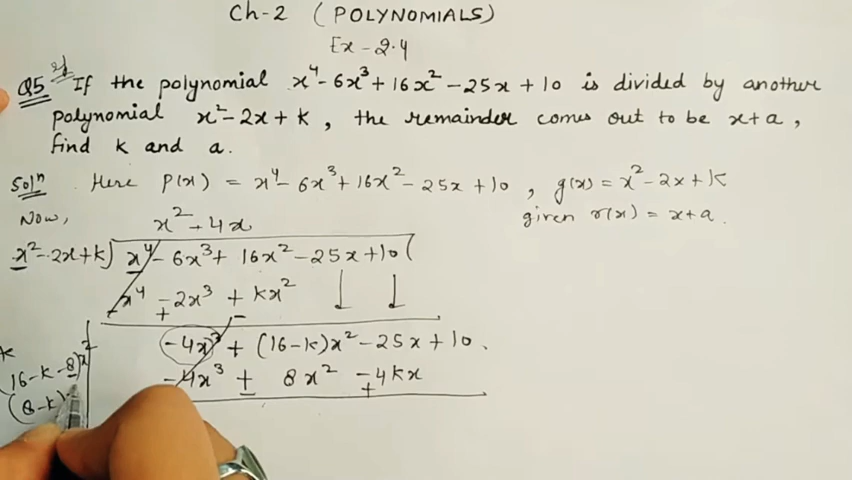 Ch-2 (POLYNOMIALS)
Ex-2.4
Q5 If the polynomial x⁴-6x³+16x²-25x+10 is divided by another
polynomial x²-2x+k, the remainder comes out to be x+a,
find k and a.
Solⁿ Here P(x) = x⁴-6x³+16x²-25x+10, g(x)=x²-2x+k
Now, given r(x)=x+a.
x²-4x
x²-2x+k) x⁴-6x³+16x²-25x+10(
x⁴-2x³+kx²
- + -
-4x³+(16-k)x²-25x+10.
-4x³+8x²-4kx
- +
k
(16-k-8)x²
(8-k)